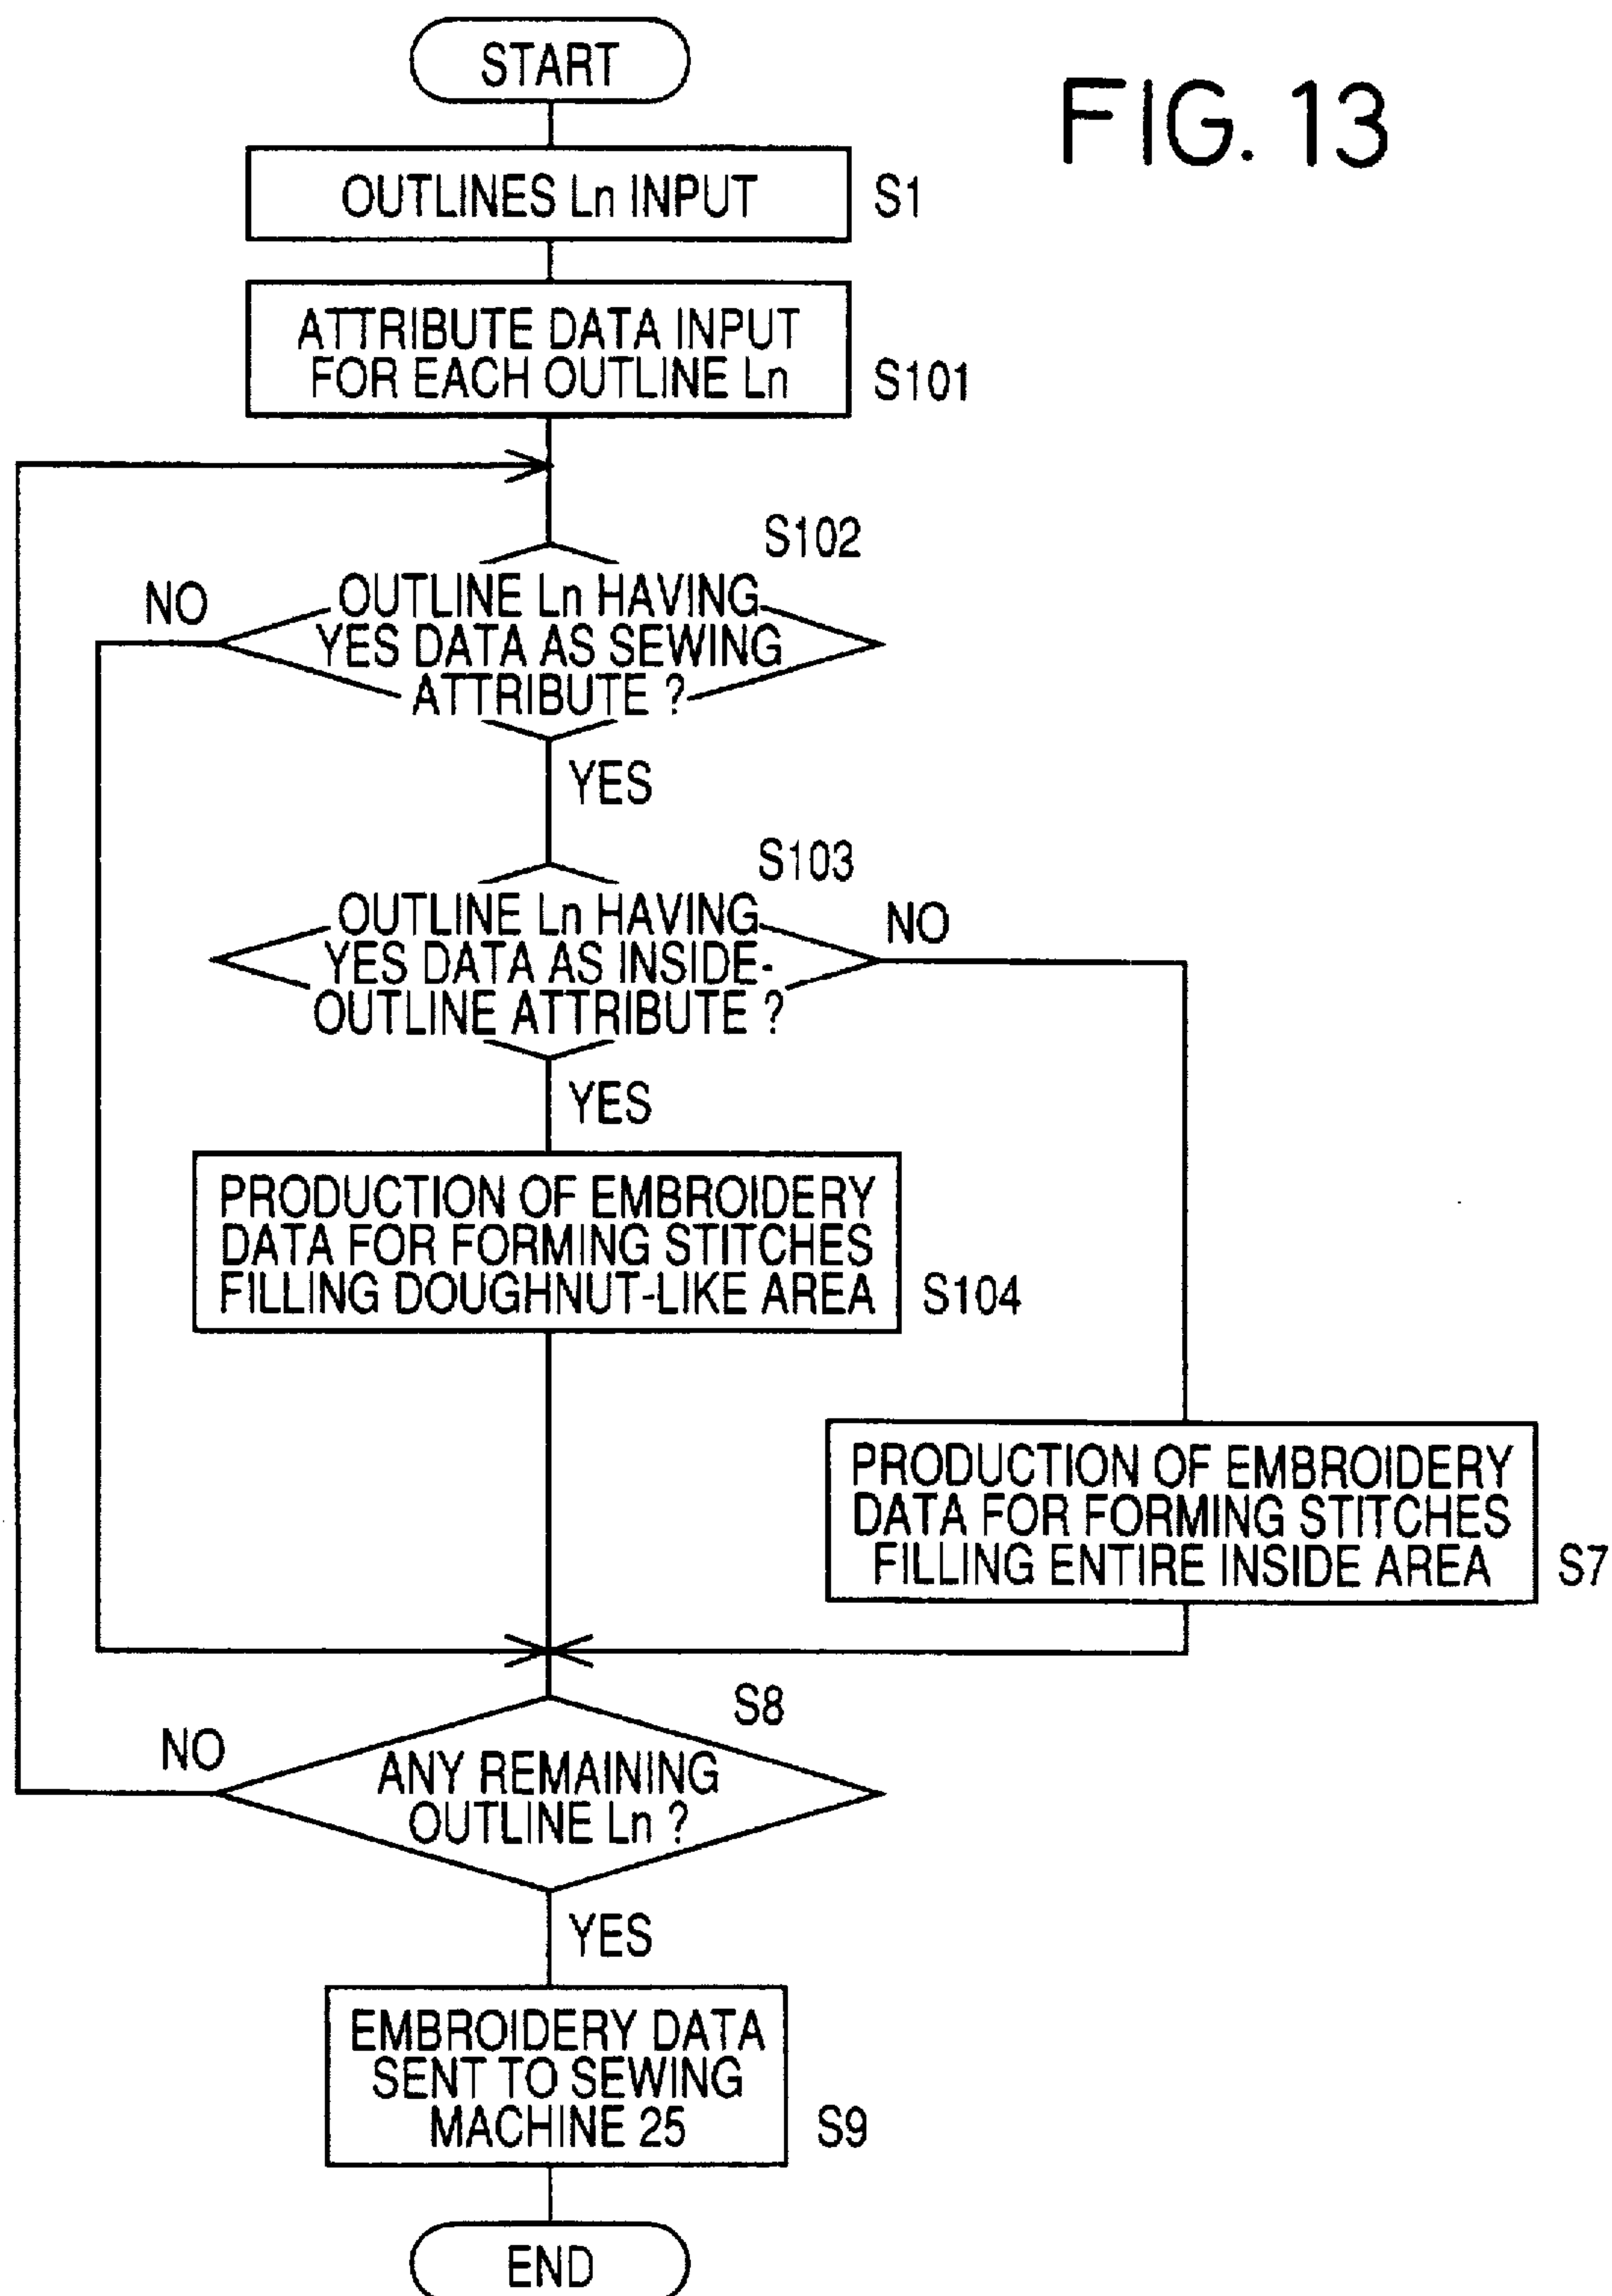 START
FIG. 13
OUTLINES Ln INPUT
S1
ATTRIBUTE DATA INPUT
FOR EACH OUTLINE Ln
S101
S102
NO
OUTLINE Ln HAVING
YES DATA AS SEWING
ATTRIBUTE ?
YES
S103
OUTLINE Ln HAVING
YES DATA AS INSIDE-
OUTLINE ATTRIBUTE ?
NO
YES
PRODUCTION OF EMBROIDERY
DATA FOR FORMING STITCHES
FILLING DOUGHNUT-LIKE AREA
S104
PRODUCTION OF EMBROIDERY
DATA FOR FORMING STITCHES
FILLING ENTIRE INSIDE AREA
S7
S8
NO
ANY REMAINING
OUTLINE Ln ?
YES
EMBROIDERY DATA
SENT TO SEWING
MACHINE 25
S9
END